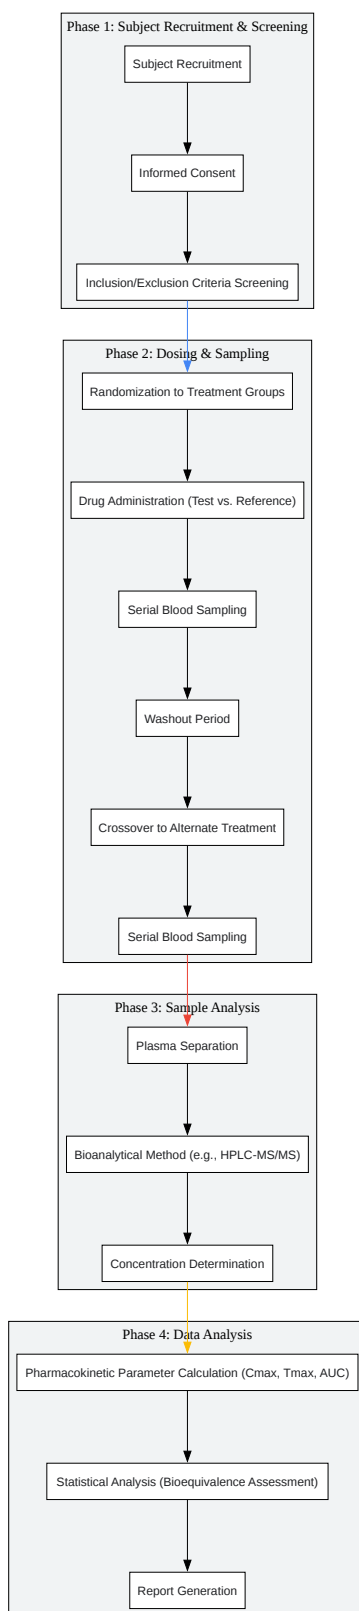 Phase 1: Subject Recruitment & Screening
Subject Recruitment
Informed Consent
Inclusion/Exclusion Criteria Screening
Phase 2: Dosing & Sampling
Randomization to Treatment Groups
Drug Administration (Test vs. Reference)
Serial Blood Sampling
Washout Period
Crossover to Alternate Treatment
Serial Blood Sampling
Phase 3: Sample Analysis
Plasma Separation
Bioanalytical Method (e.g., HPLC-MS/MS)
Concentration Determination
Phase 4: Data Analysis
Pharmacokinetic Parameter Calculation (Cmax, Tmax, AUC)
Statistical Analysis (Bioequivalence Assessment)
Report Generation